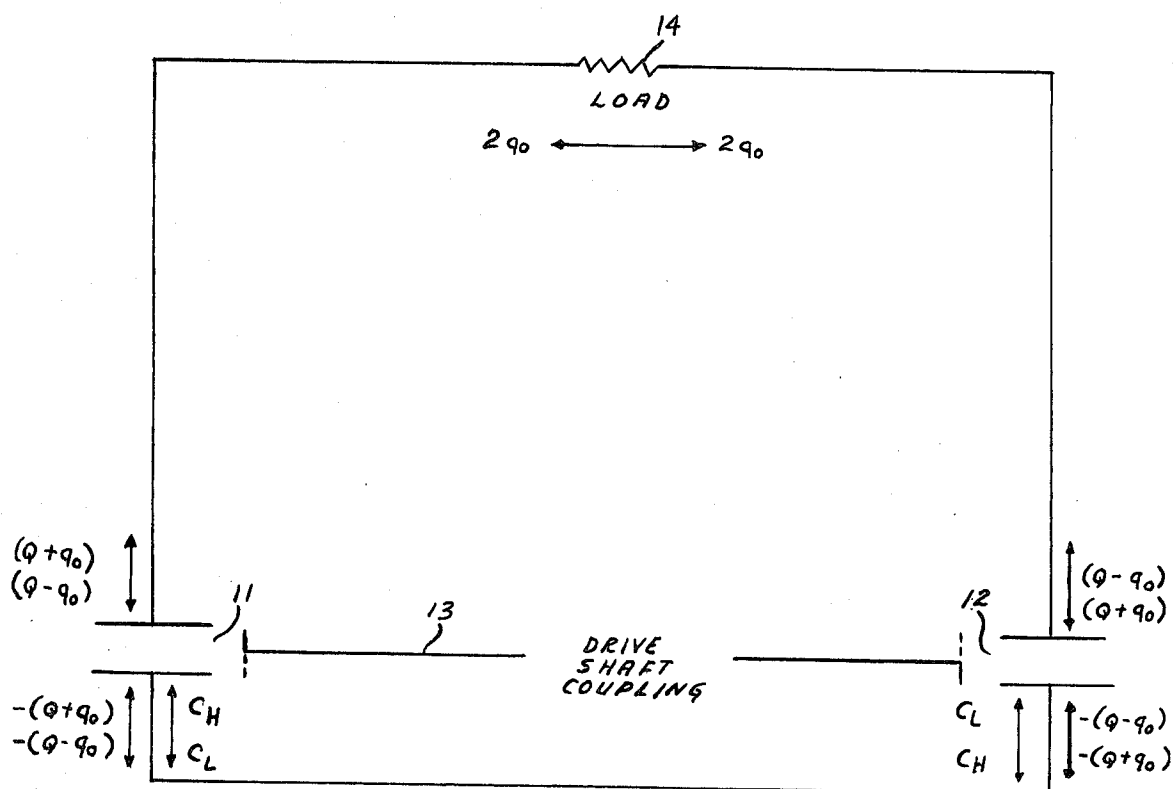 14
LOAD
2q₀ 2q₀
(Q+q₀)
(Q-q₀)
(Q-q₀)
(Q+q₀)
11
13
12
DRIVE
SHAFT
COUPLING
-(Q+q₀)
-(Q-q₀)
C_H
C_L
C_L
C_H
-(Q-q₀)
-(Q+q₀)